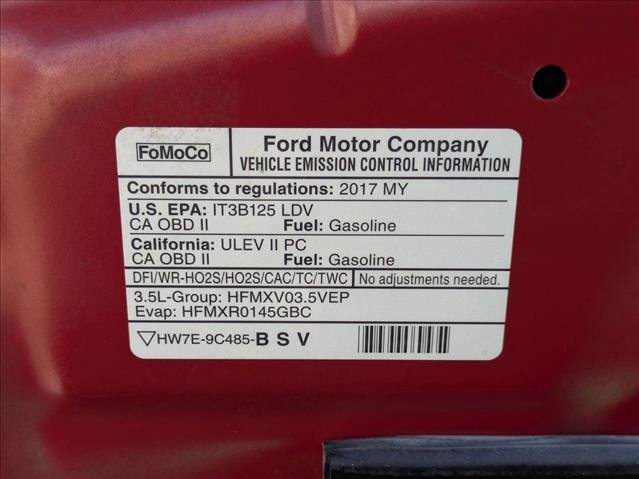 FoMoCo
Ford Motor Company
VEHICLE EMISSION CONTROL INFORMATION
Conforms to regulations: 2017 MY
U.S. EPA: IT3B125 LDV
CA OBD II Fuel: Gasoline
California: ULEV II PC
CA OBD II Fuel: Gasoline
DFI/WR-HO2S/HO2S/CAC/TC/TWC No adjustments needed.
3.5L-Group: HFMXV03.5VEP
Evap: HFMXR0145GBC
HW7E-9C485-B S V